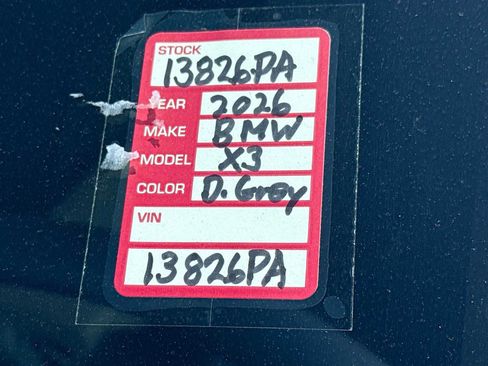 STOCK
13826PA
YEAR 2026
MAKE BMW
MODEL X3
COLOR D. Grey
VIN
13826PA